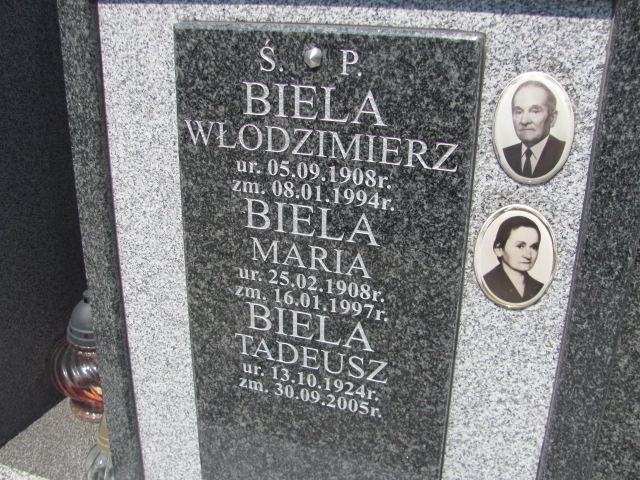 Ś. P.
BIELA
WŁODZIMIERZ
ur. 05.09.1908r.
zm. 08.01.1994r.
BIELA
MARIA
ur. 25.02.1908r.
zm. 16.01.1997r.
BIELA
TADEUSZ
ur. 13.10.1924r.
zm. 30.09.2005r.